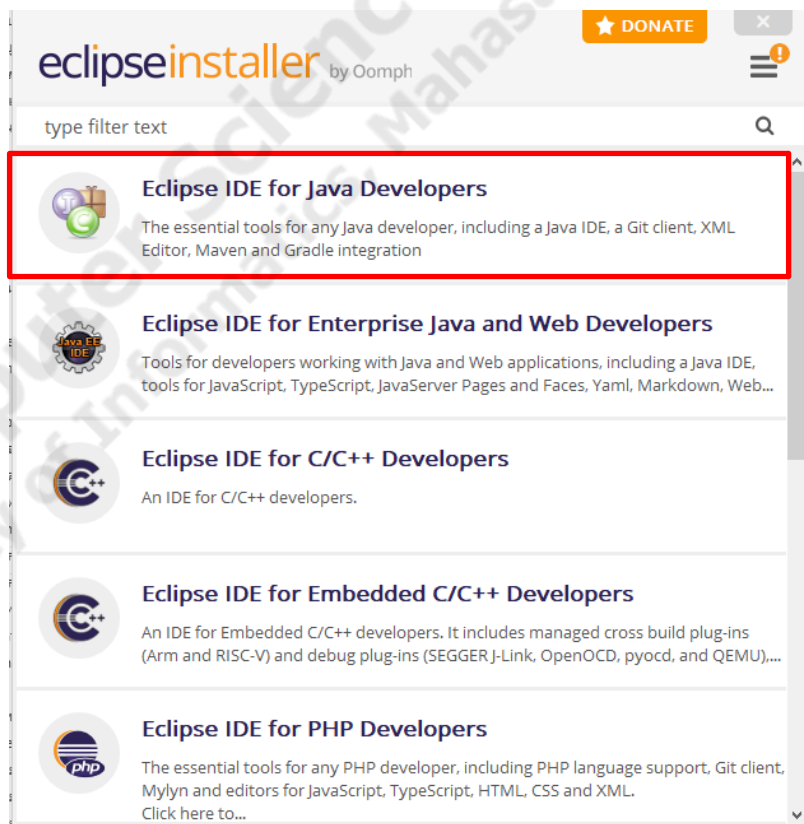 DONATE
eclipseinstaller by Oomph
type filter text
Eclipse IDE for Java Developers
The essential tools for any Java developer, including a Java IDE, a Git client, XML
Editor, Maven and Gradle integration
Eclipse IDE for Enterprise Java and Web Developers
Java EE
IDE
Tools for developers working with Java and Web applications, including a Java IDE,
tools for JavaScript, TypeScript, JavaServer Pages and Faces, Yaml, Markdown, Web...
Eclipse IDE for C/C++ Developers
C++
An IDE for C/C++ developers.
Eclipse IDE for Embedded C/C++ Developers
C++
An IDE for Embedded C/C++ developers. It includes managed cross build plug-ins
(Arm and RISC-V) and debug plug-ins (SEGGER J-Link, OpenOCD, pyocd, and QEMU),...
Eclipse IDE for PHP Developers
php
The essential tools for any PHP developer, including PHP language support, Git client,
Mylyn and editors for JavaScript, TypeScript, HTML, CSS and XML.
Click here to...